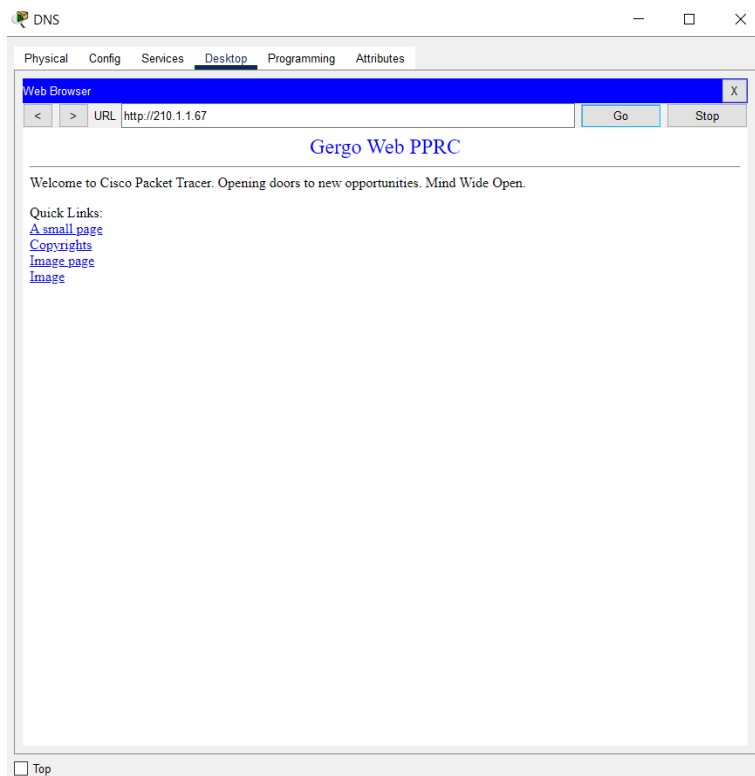 DNS
Physical Config Services Desktop Programming Attributes
Web Browser X
< > URL http://210.1.1.67 Go Stop
Gergo Web PPRC
Welcome to Cisco Packet Tracer. Opening doors to new opportunities. Mind Wide Open.
Quick Links:
A small page
Copyrights
Image page
Image
Top